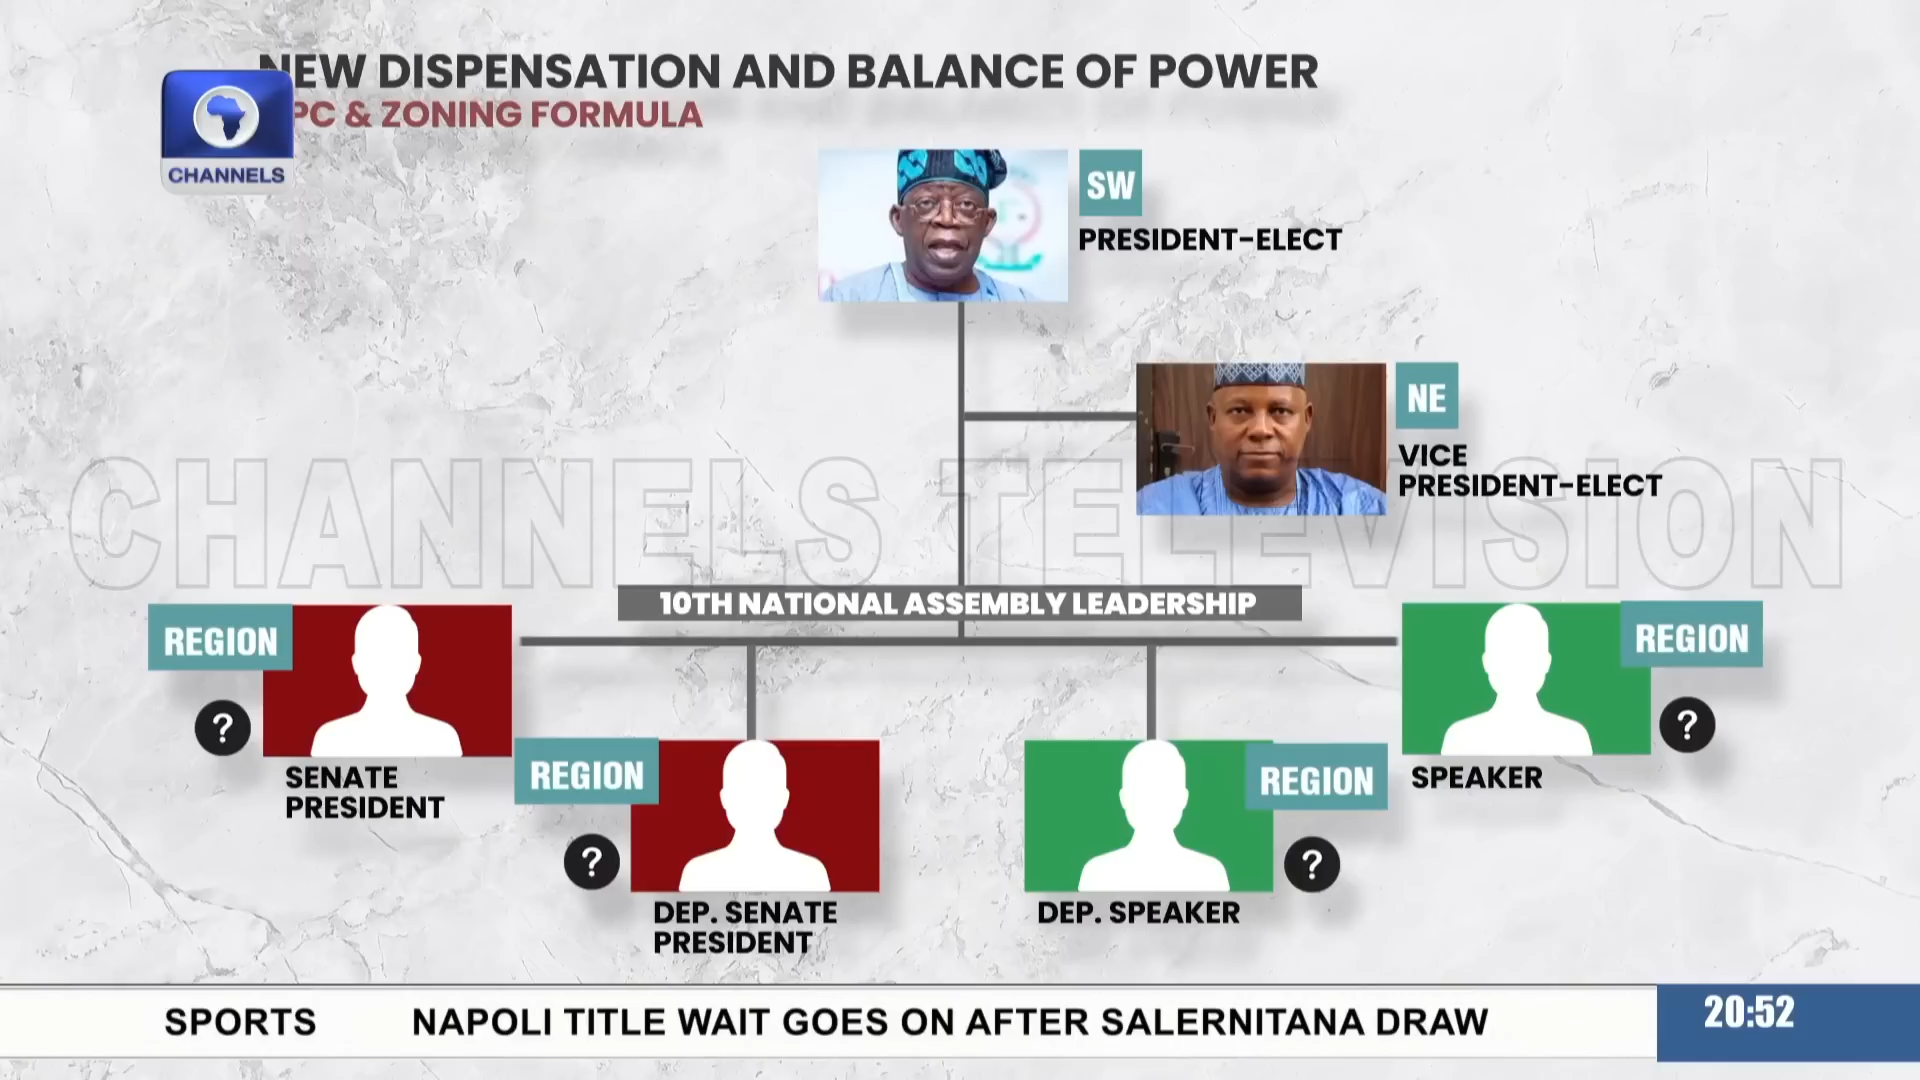 NEW DISPENSATION AND BALANCE OF POWER
PC & ZONING FORMULA
CHANNELS
SW
PRESIDENT-ELECT
NE
VICE
PRESIDENT-ELECT
CHANNELS TELEVISION
10TH NATIONAL ASSEMBLY LEADERSHIP
REGION
?
SENATE
PRESIDENT
REGION
?
DEP. SENATE
PRESIDENT
REGION
?
DEP. SPEAKER
REGION
?
SPEAKER
SPORTS NAPOLI TITLE WAIT GOES ON AFTER SALERNITANA DRAW
20:52